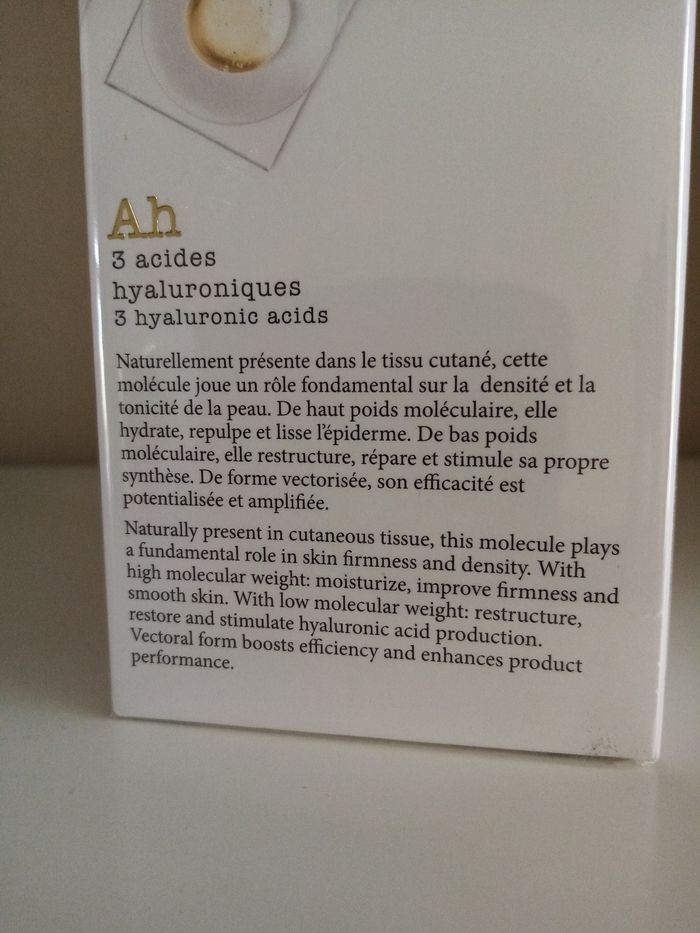 Ah
3 acides
hyaluroniques
3 hyaluronic acids
Naturellement présente dans le tissu cutané, cette
molécule joue un rôle fondamental sur la densité et la
tonicité de la peau. De haut poids moléculaire, elle
hydrate, repulpe et lisse l'épiderme. De bas poids
moléculaire, elle restructure, répare et stimule sa propre
synthèse. De forme vectorisée, son efficacité est
potentialisée et amplifiée.
Naturally present in cutaneous tissue, this molecule plays
a fundamental role in skin firmness and density. With
high molecular weight: moisturize, improve firmness and
smooth skin. With low molecular weight: restructure,
restore and stimulate hyaluronic acid production.
Vectoral form boosts efficiency and enhances product
performance.